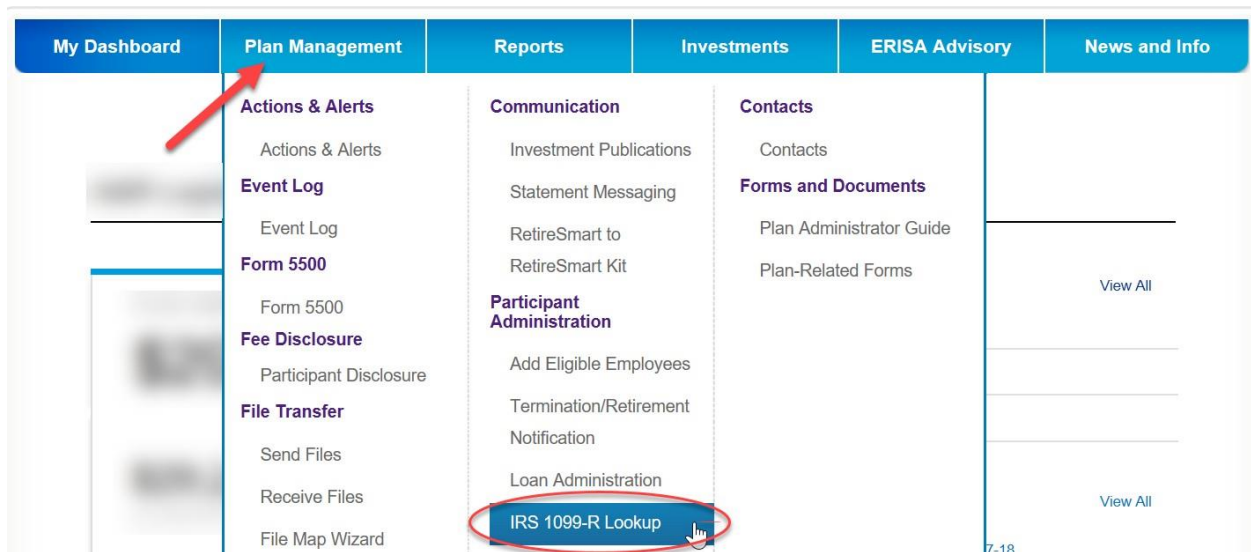 My Dashboard Plan Management Reports Investments ERISA Advisory News and Info
Actions & Alerts
Actions & Alerts
Event Log
Event Log
Form 5500
Form 5500
Fee Disclosure
Participant Disclosure
File Transfer
Send Files
Receive Files
File Map Wizard
Communication
Investment Publications
Statement Messaging
RetireSmart to
RetireSmart Kit
Participant
Administration
Add Eligible Employees
Termination/Retirement
Notification
Loan Administration
IRS 1099-R Lookup
Contacts
Contacts
Forms and Documents
Plan Administrator Guide
Plan-Related Forms
View All
View All
7-18